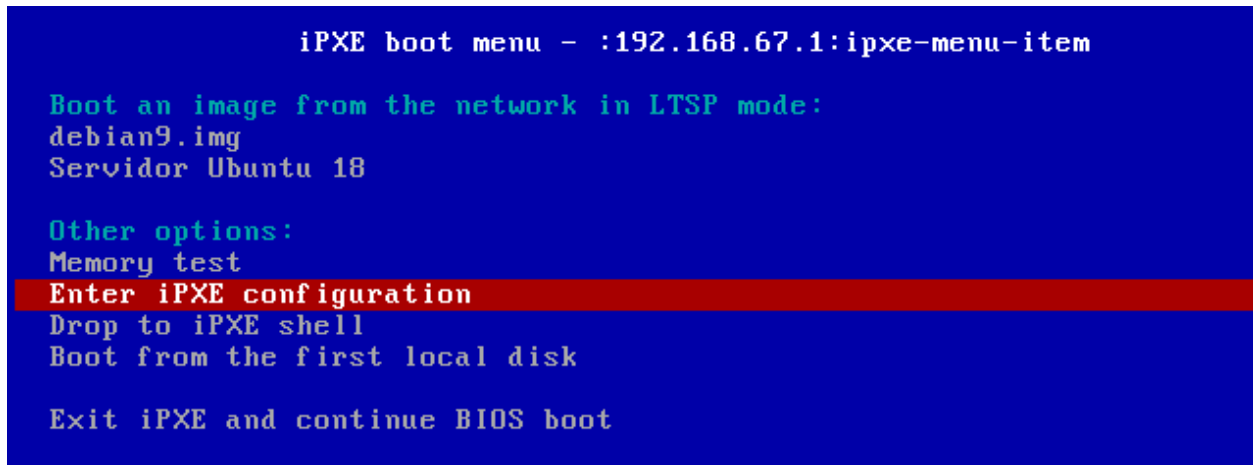 iPXE boot menu - :192.168.67.1:ipxe-menu-item
Boot an image from the network in LTSP mode:
debian9.img
Servidor Ubuntu 18
Other options:
Memory test
Enter iPXE configuration
Drop to iPXE shell
Boot from the first local disk
Exit iPXE and continue BIOS boot